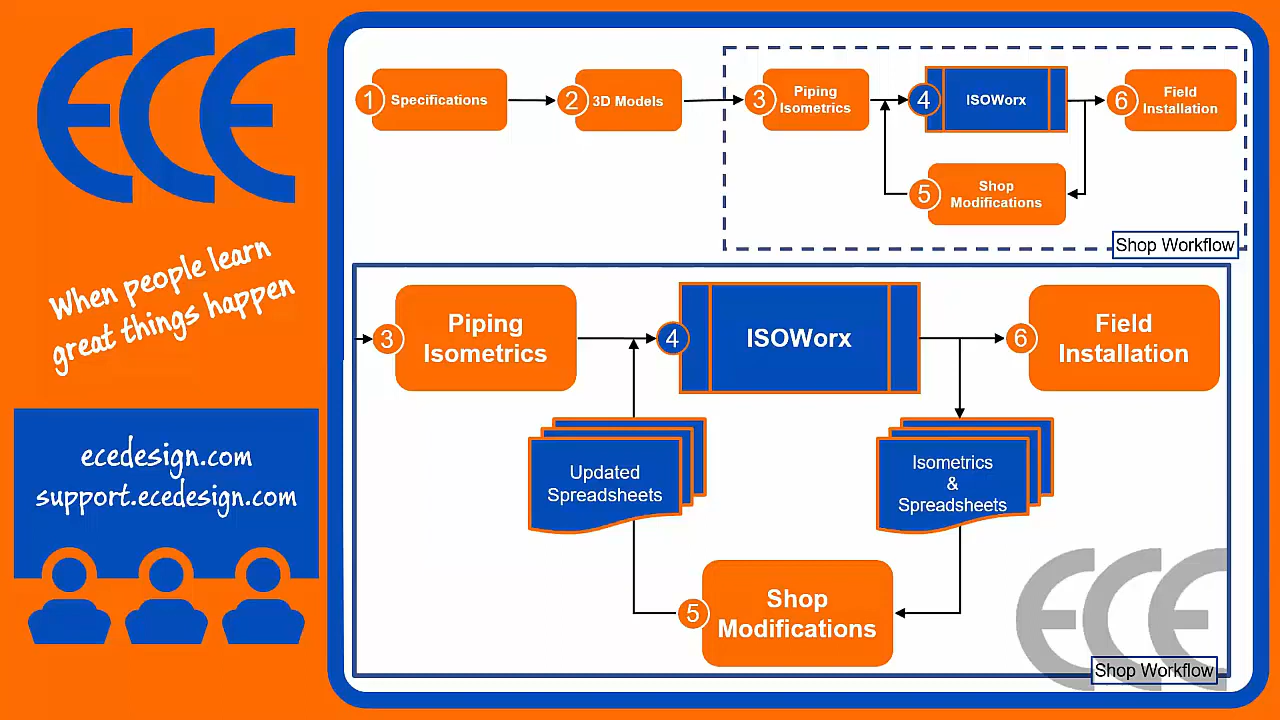 ECE
When people learn
great things happen
ecedesign.com
support.ecedesign.com
1 Specifications
2 3D Models
3 Piping
Isometrics
4 ISOWorx
6 Field
Installation
5 Shop
Modifications
Shop Workflow
3 Piping
Isometrics
4 ISOWorx
6 Field
Installation
Updated
Spreadsheets
Isometrics
&
Spreadsheets
5 Shop
Modifications
ECE
Shop Workflow